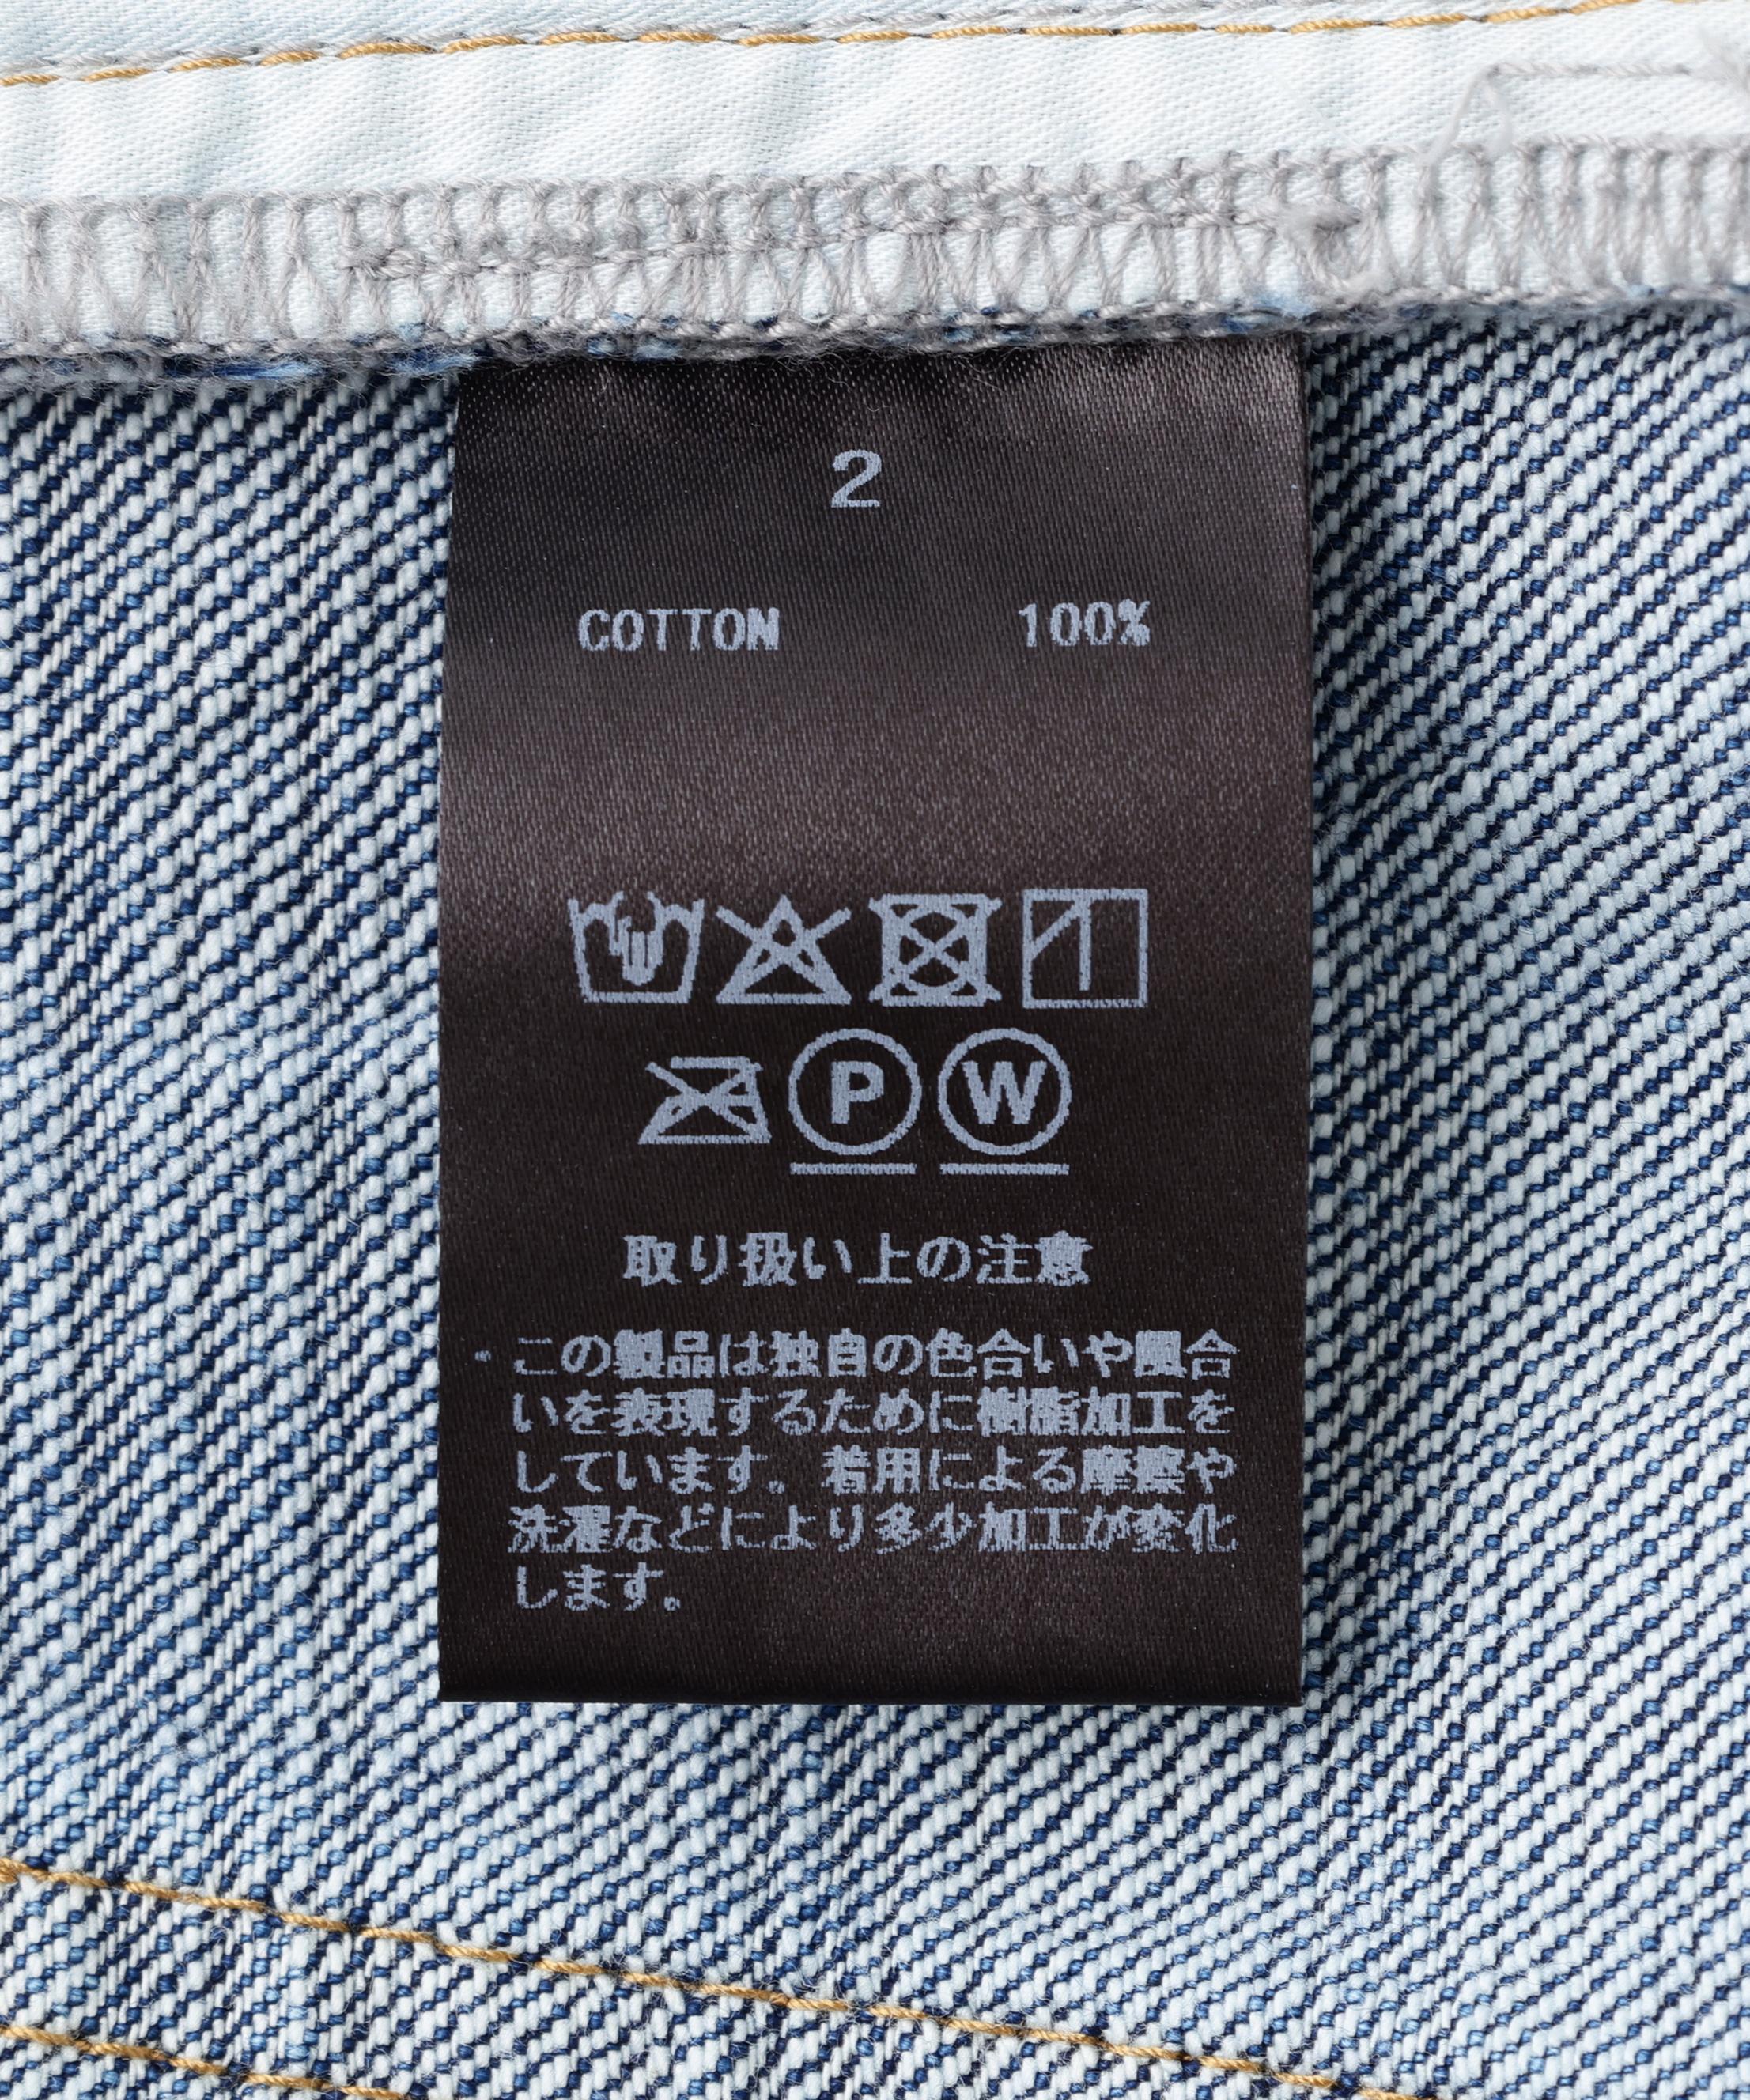 2
COTTON 100%
P W
取り扱い上の注意
・この製品は独自の色合いや風合
いを表現するために樹脂加工を
しています。着用による摩擦や
洗濯などにより多少加工が変化
します。